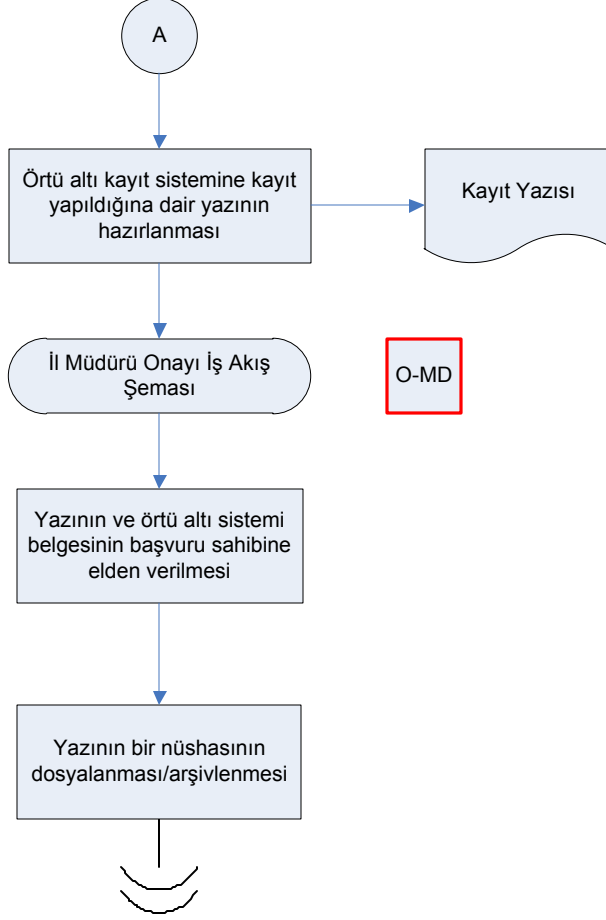 A
Örtü altı kayıt sistemine kayıt
yapıldığına dair yazının
hazırlanması
Kayıt Yazısı
İl Müdürü Onayı İş Akış
Şeması
O-MD
Yazının ve örtü altı sistemi
belgesinin başvuru sahibine
elden verilmesi
Yazının bir nüshasının
dosyalanması/arşivlenmesi